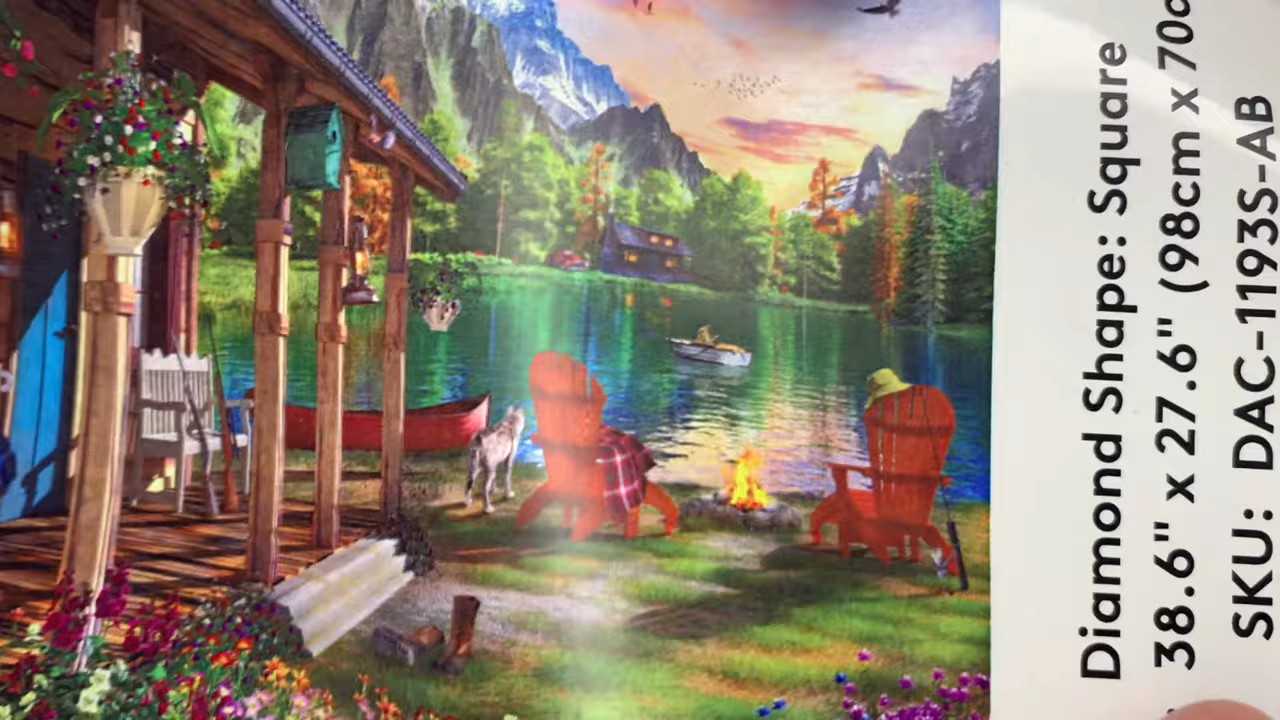 Diamond Shape: Square
38.6" x 27.6" (98cm x 70c
SKU: DAC-1193S-AB